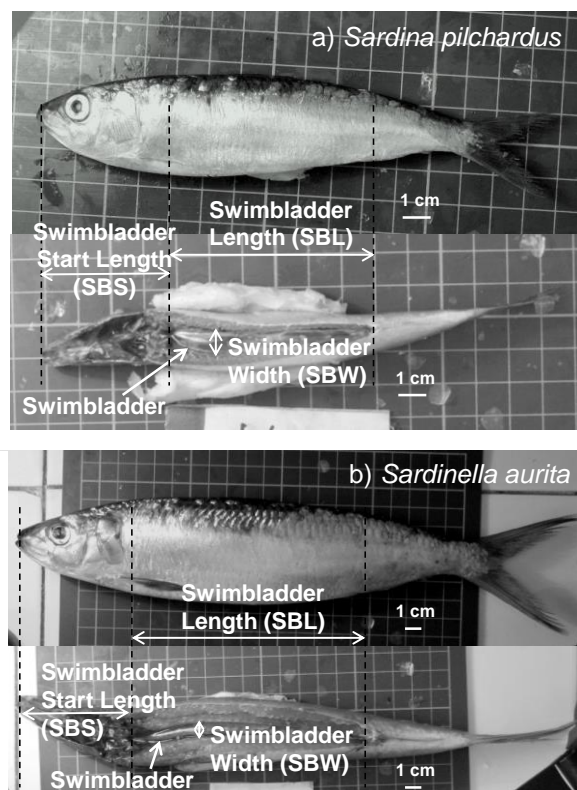 a) Sardina pilchardus
1 cm
Swimbladder
Length (SBL)
Swimbladder
Start Length
(SBS)
Swimbladder
Width (SBW)
1 cm
Swimbladder
b) Sardinella aurita
Swimbladder
Length (SBL)
1 cm
Swimbladder
Start Length
(SBS)
Swimbladder
Width (SBW)
Swimbladder
1 cm